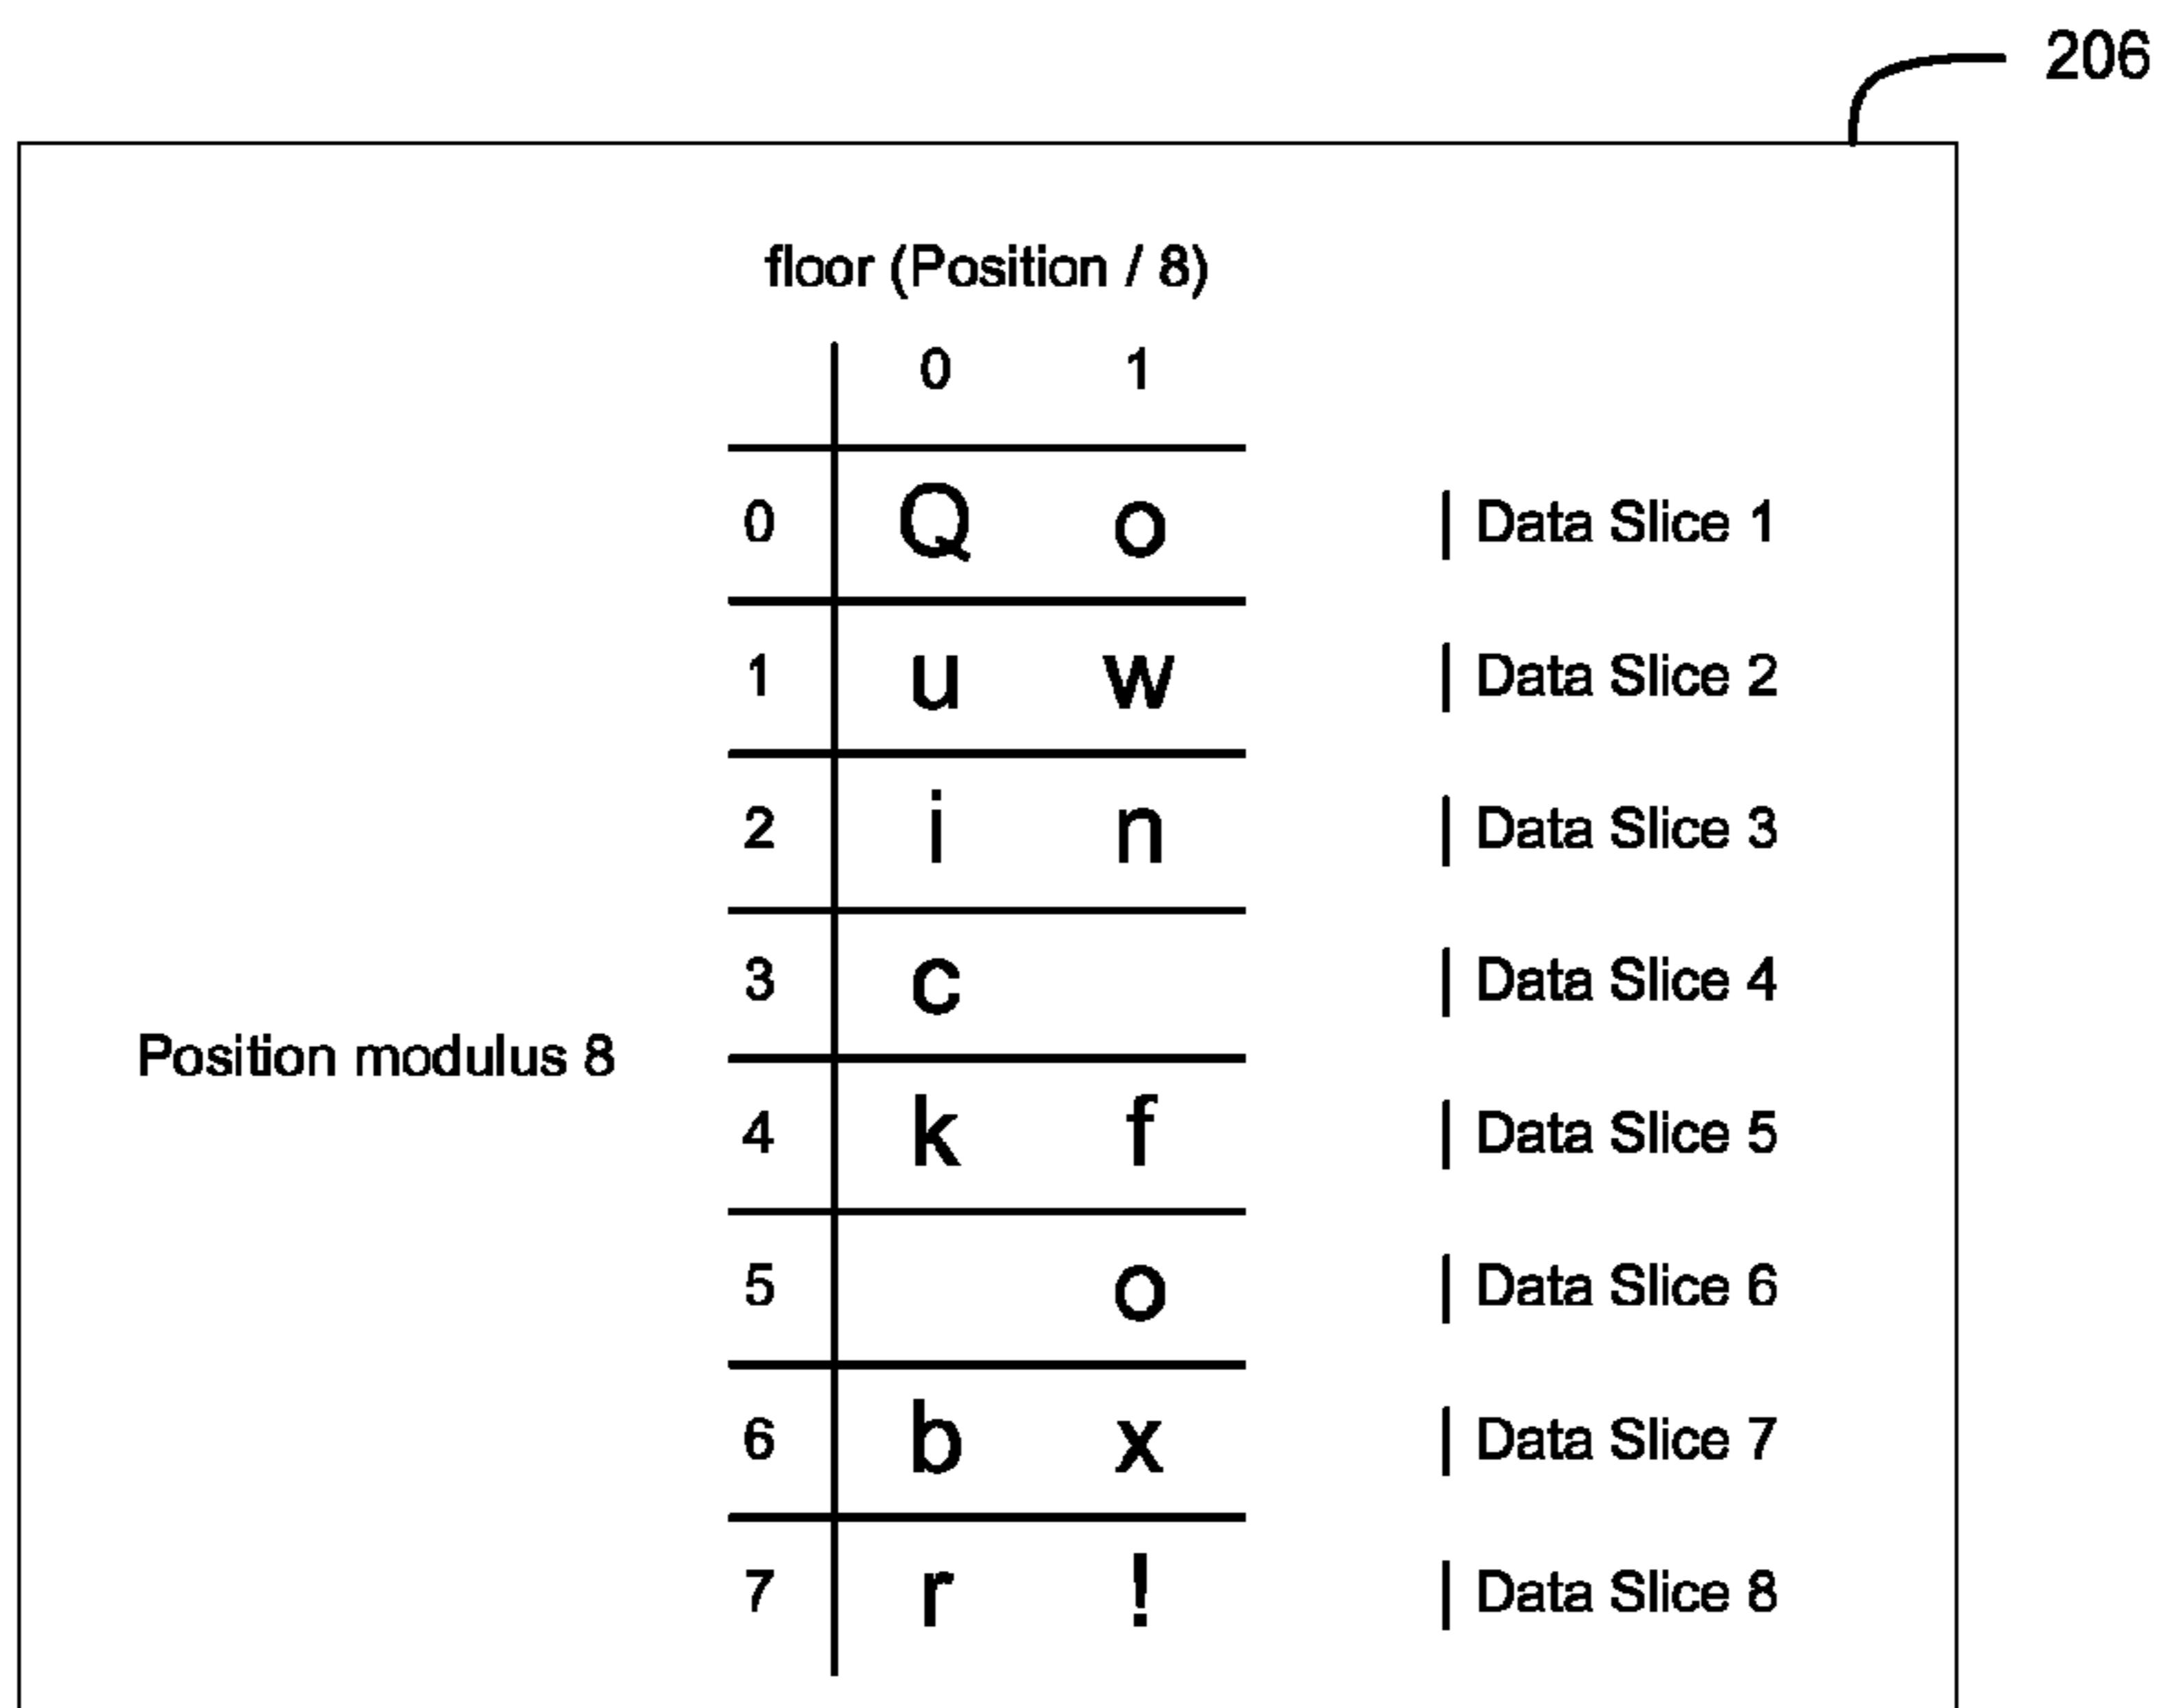 206
floor (Position / 8)
0 1
0 Q o | Data Slice 1
1 u w | Data Slice 2
2 i n | Data Slice 3
3 c | Data Slice 4
Position modulus 8
4 k f | Data Slice 5
5 o | Data Slice 6
6 b x | Data Slice 7
7 r ! | Data Slice 8